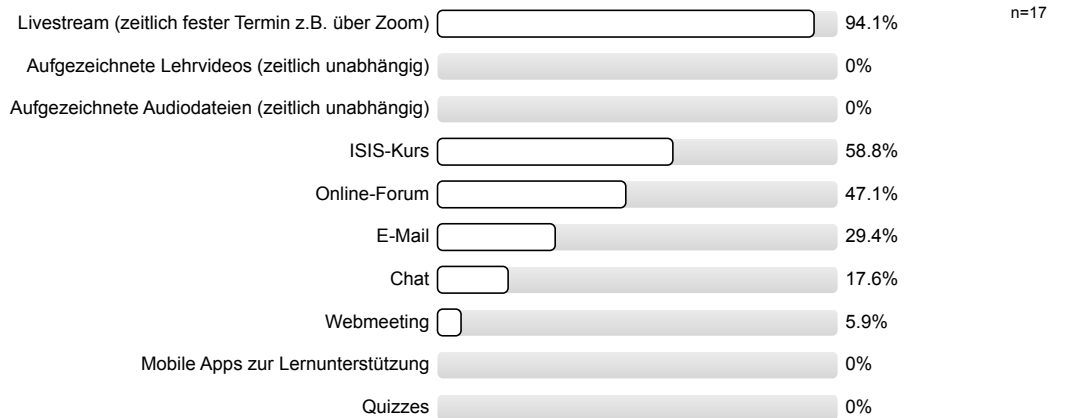 n=17
Livestream (zeitlich fester Termin z.B. über Zoom) 94.1%
Aufgezeichnete Lehrvideos (zeitlich unabhängig) 0%
Aufgezeichnete Audiodateien (zeitlich unabhängig) 0%
ISIS-Kurs 58.8%
Online-Forum 47.1%
E-Mail 29.4%
Chat 17.6%
Webmeeting 5.9%
Mobile Apps zur Lernunterstützung 0%
Quizzes 0%